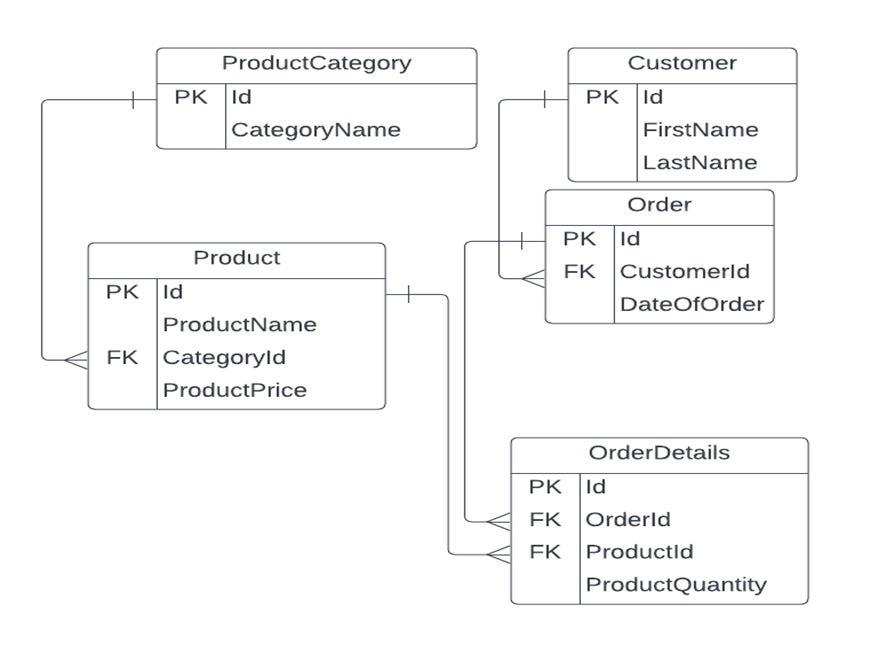 ProductCategory
PK Id
CategoryName
Customer
PK Id
FirstName
LastName
Order
PK Id
FK CustomerId
DateOfOrder
Product
PK Id
ProductName
FK CategoryId
ProductPrice
OrderDetails
PK Id
FK OrderId
FK ProductId
ProductQuantity